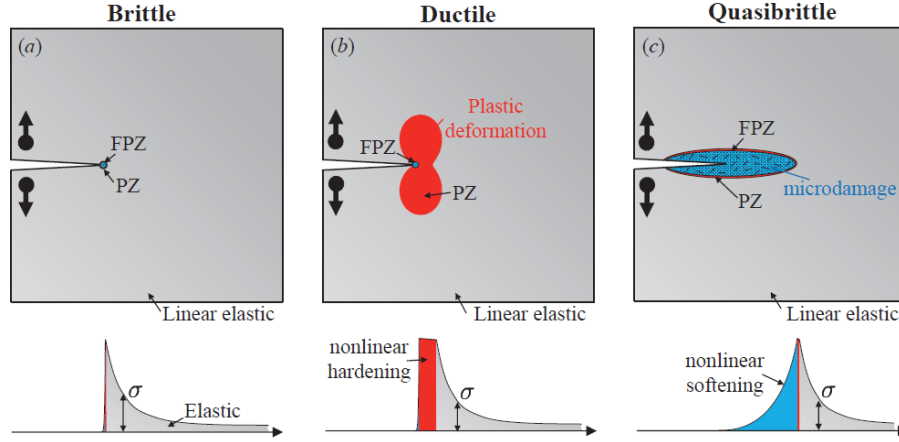 Brittle
(a)
FPZ
PZ
Linear elastic
σ
Elastic
Ductile
(b)
Plastic
deformation
FPZ
PZ
Linear elastic
nonlinear
hardening
σ
Quasibrittle
(c)
FPZ
microdamage
PZ
Linear elastic
nonlinear
softening
σ